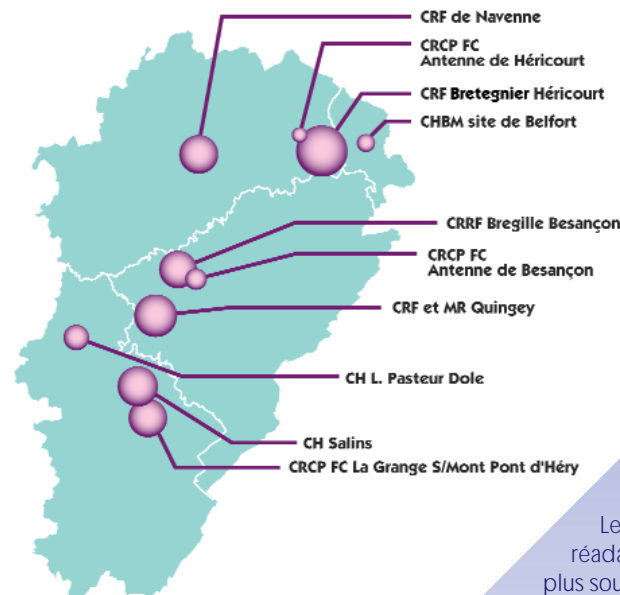 CRF de Navenne
CRCP FC
Antenne de Héricourt
CRF Bretegnier Héricourt
CHBM site de Belfort
CRRF Bregille Besançon
CRCP FC
Antenne de Besançon
CRF et MR Quingey
CH L. Pasteur Dole
CH Salins
CRCP FC La Grange S/Mont Pont d'Héry
Le
réada
plus sou